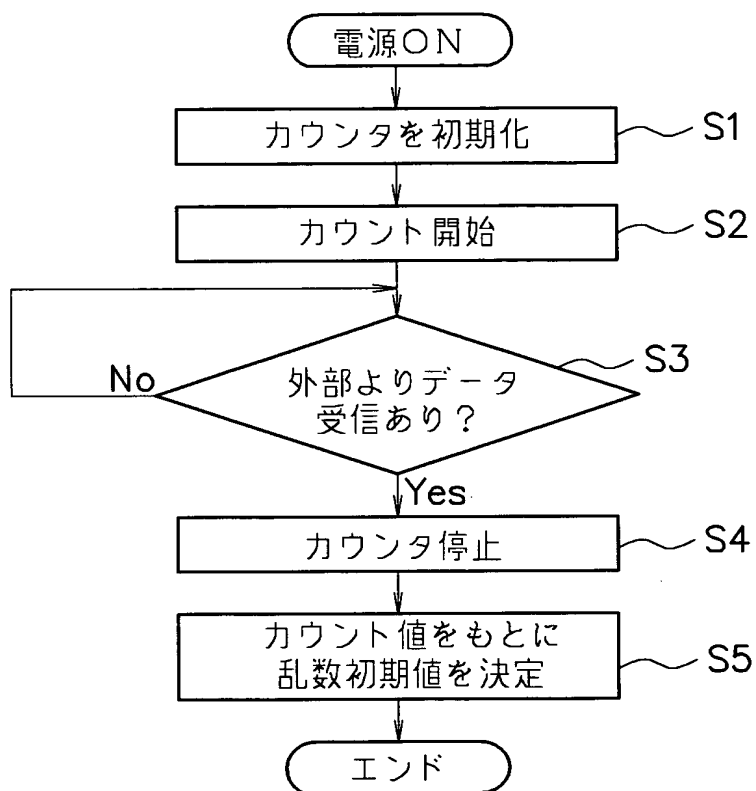 電源ON
カウンタを初期化
S1
カウント開始
S2
外部よりデータ
受信あり？
S3
No
Yes
カウンタ停止
S4
カウント値をもとに
乱数初期値を決定
S5
エンド